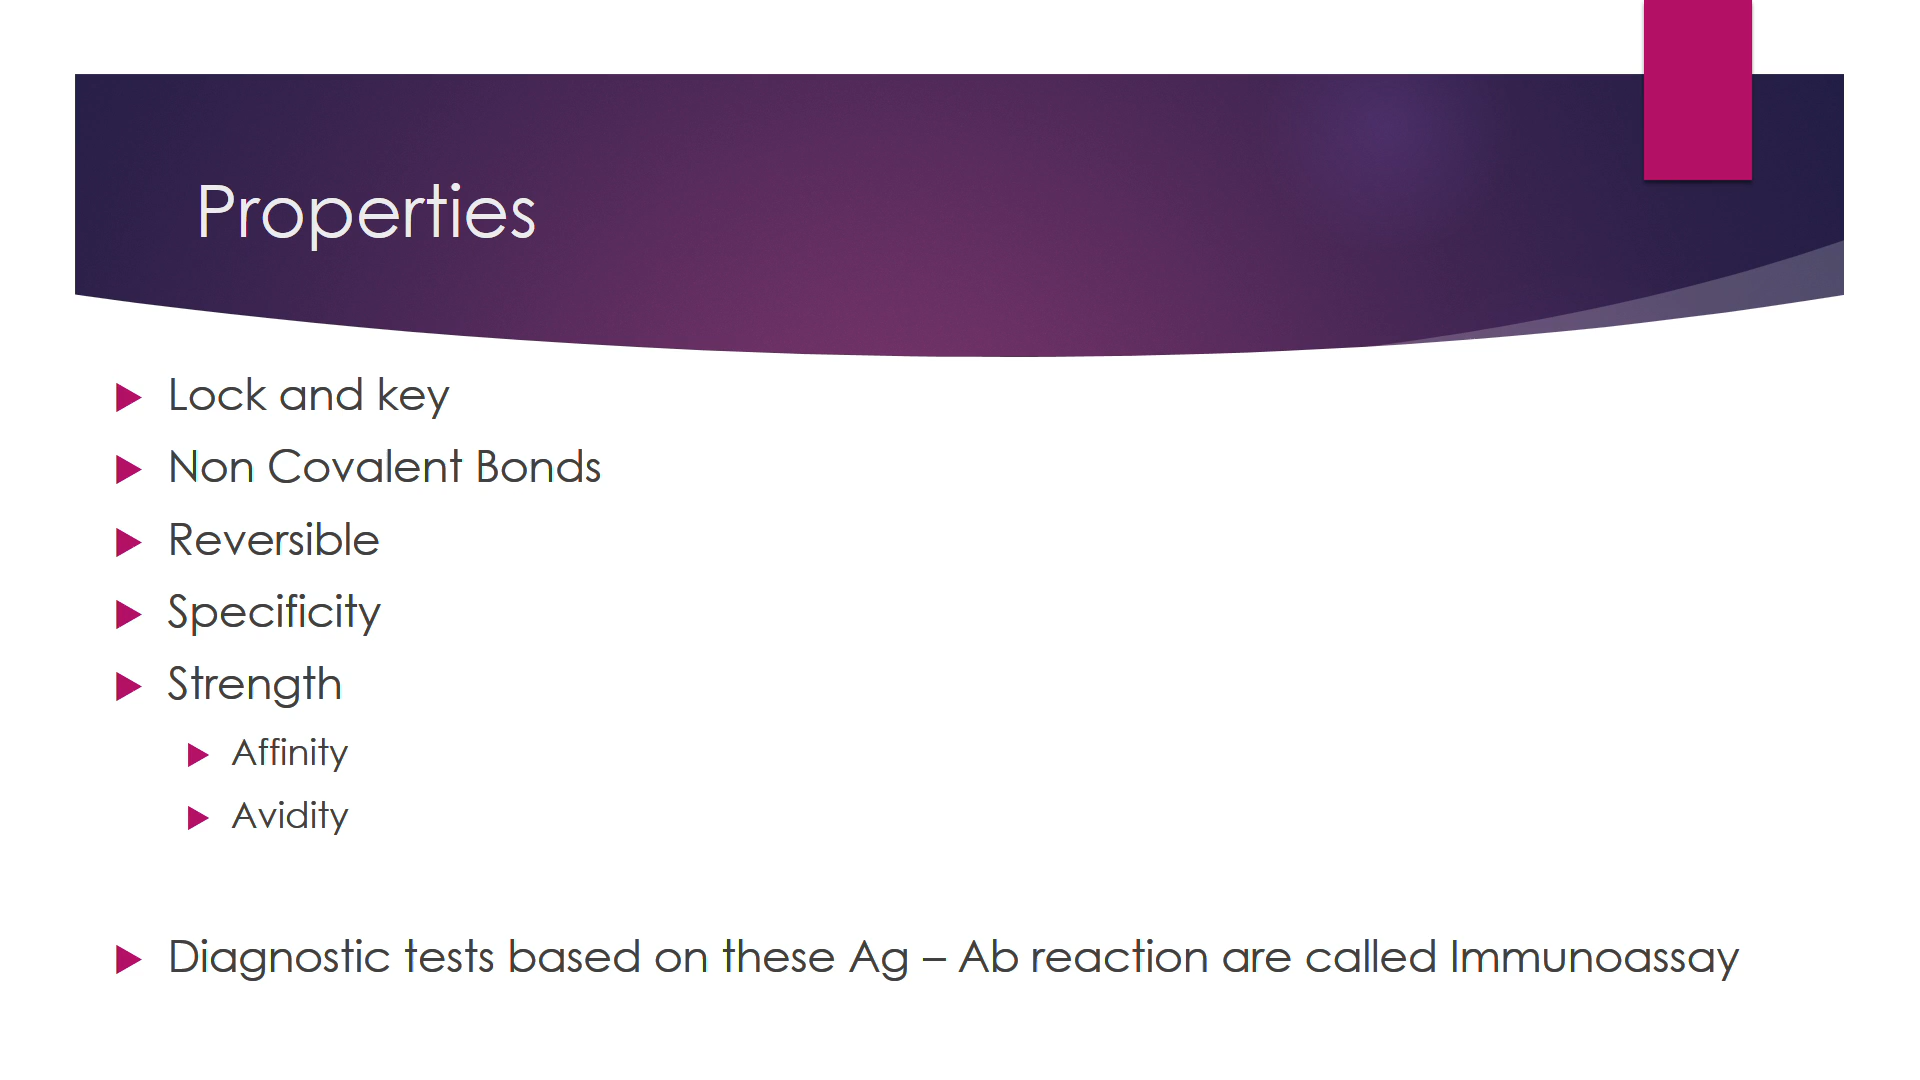 Properties
Lock and key
Non Covalent Bonds
Reversible
Specificity
Strength
Affinity
Avidity
Diagnostic tests based on these Ag – Ab reaction are called Immunoassay